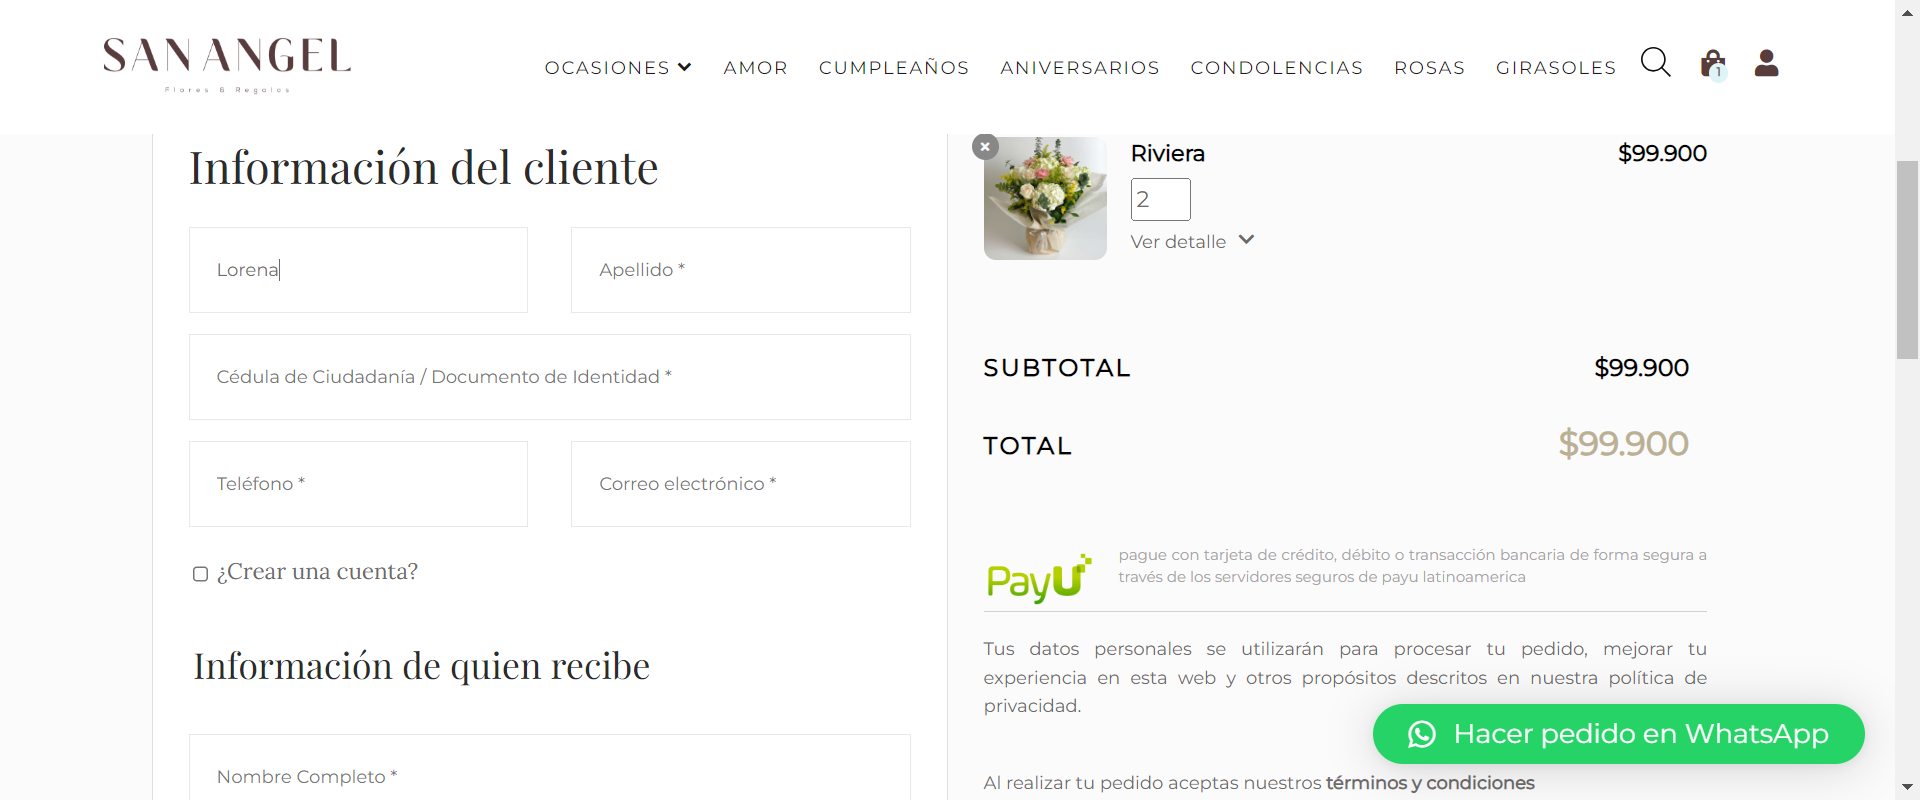 SAN ANGEL
Flores & Regalos
OCASIONES
AMOR
CUMPLEAÑOS
ANIVERSARIOS
CONDOLENCIAS
ROSAS
GIRASOLES
1
Información del cliente
Lorena
Apellido *
Cédula de Ciudadanía / Documento de Identidad *
Teléfono *
Correo electrónico *
¿Crear una cuenta?
Información de quien recibe
Nombre Completo *
Riviera
$99.900
2
Ver detalle
SUBTOTAL
$99.900
TOTAL
$99.900
PayU
pague con tarjeta de crédito, débito o transacción bancaria de forma segura a
través de los servidores seguros de payu latinoamerica
Tus datos personales se utilizarán para procesar tu pedido, mejorar tu
experiencia en esta web y otros propósitos descritos en nuestra política de
privacidad.
Hacer pedido en WhatsApp
Al realizar tu pedido aceptas nuestros términos y condiciones